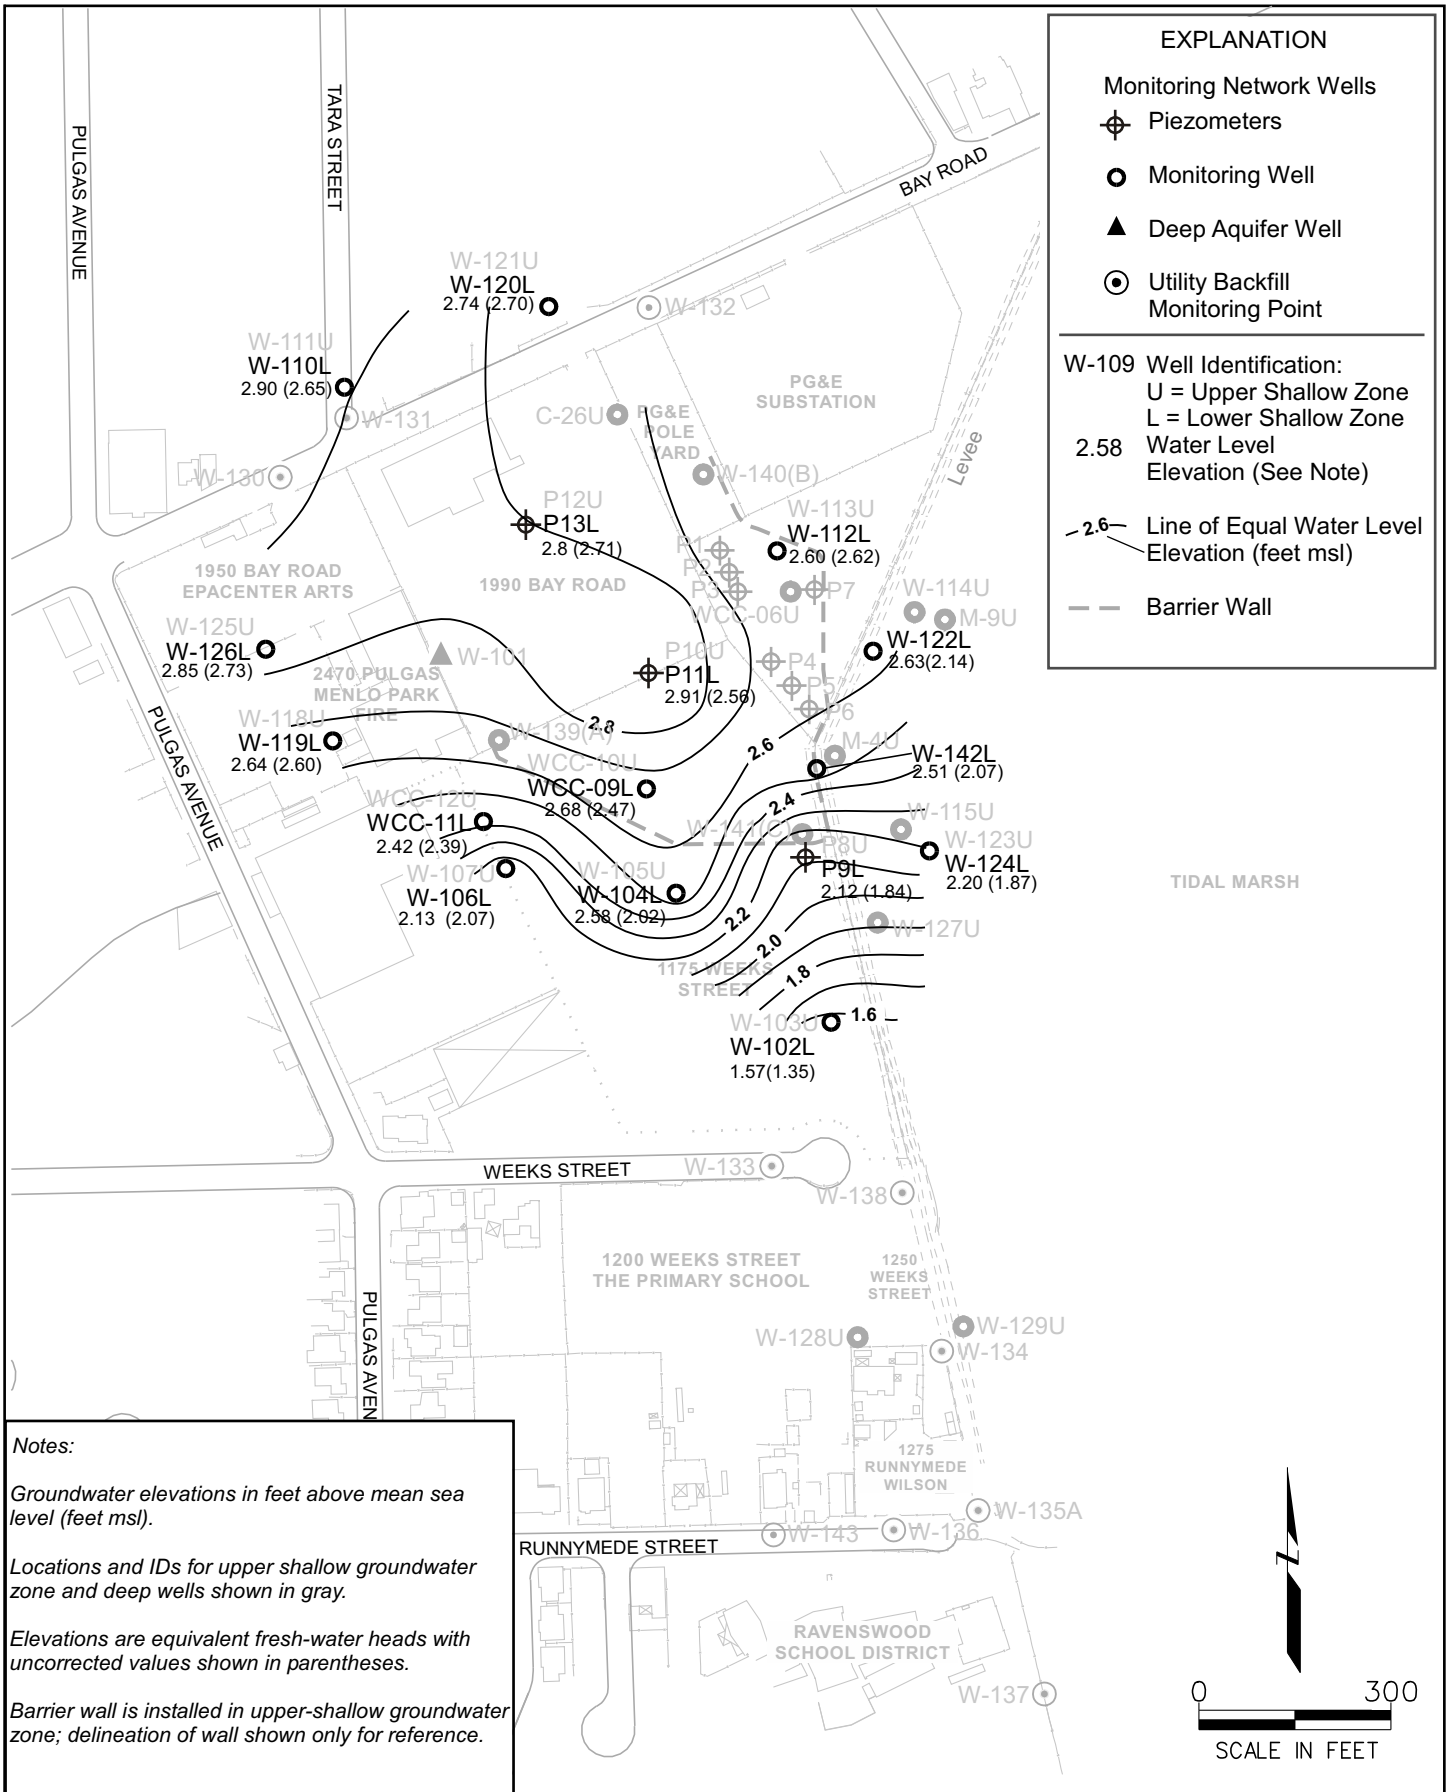 EXPLANATION
Monitoring Network Wells
Piezometers
Monitoring Well
Deep Aquifer Well
Utility Backfill
Monitoring Point
W-109 Well Identification:
U = Upper Shallow Zone
L = Lower Shallow Zone
2.58 Water Level
Elevation (See Note)
2.6 Line of Equal Water Level
Elevation (feet msl)
Barrier Wall
PULGAS AVENUE
TARA STREET
BAY ROAD
W-121U
W-120L
2.74 (2.70)
W-132
W-111U
W-110L
2.90 (2.65)
W-131
W-130
C-26U
PG&E
POLE
YARD
PG&E
SUBSTATION
Levee
W-140(B)
P12U
P13L
2.8 (2.71)
W-113U
W-112L
2.60 (2.62)
P1
P2
P3
P7
WCC-06U
1950 BAY ROAD
EPACENTER ARTS
1990 BAY ROAD
W-114U
M-9U
W-125U
W-126L
2.85 (2.73)
W-101
2470 PULGAS
MENLO PARK
FIRE
P10U
P11L
2.91 (2.56)
P4
P5
P6
W-122L
2.63(2.14)
PULGAS AVENUE
W-118U
W-119L
2.64 (2.60)
2.8
W-139(A)
2.6
M-4U
W-142L
2.51 (2.07)
WCC-10U
WCC-09L
2.68 (2.47)
WCC-12U
WCC-11L
2.42 (2.39)
2.4
W-141(C)
W-115U
P8U
P9L
2.12 (1.84)
W-123U
W-124L
2.20 (1.87)
W-107U
W-106L
2.13 (2.07)
W-105U
W-104L
2.58 (2.02)
TIDAL MARSH
2.2
2.0
1.8
1.6
W-127U
1175 WEEKS
STREET
W-103U
W-102L
1.57(1.35)
WEEKS STREET
W-133
W-138
1200 WEEKS STREET
THE PRIMARY SCHOOL
1250
WEEKS
STREET
PULGAS AVEN
W-128U
W-129U
W-134
1275
RUNNYMEDE
WILSON
W-135A
W-143
W-136
RUNNYMEDE STREET
RAVENSWOOD
SCHOOL DISTRICT
W-137
Notes:
Groundwater elevations in feet above mean sea
level (feet msl).
Locations and IDs for upper shallow groundwater
zone and deep wells shown in gray.
Elevations are equivalent fresh-water heads with
uncorrected values shown in parentheses.
Barrier wall is installed in upper-shallow groundwater
zone; delineation of wall shown only for reference.
Z
0 300
SCALE IN FEET